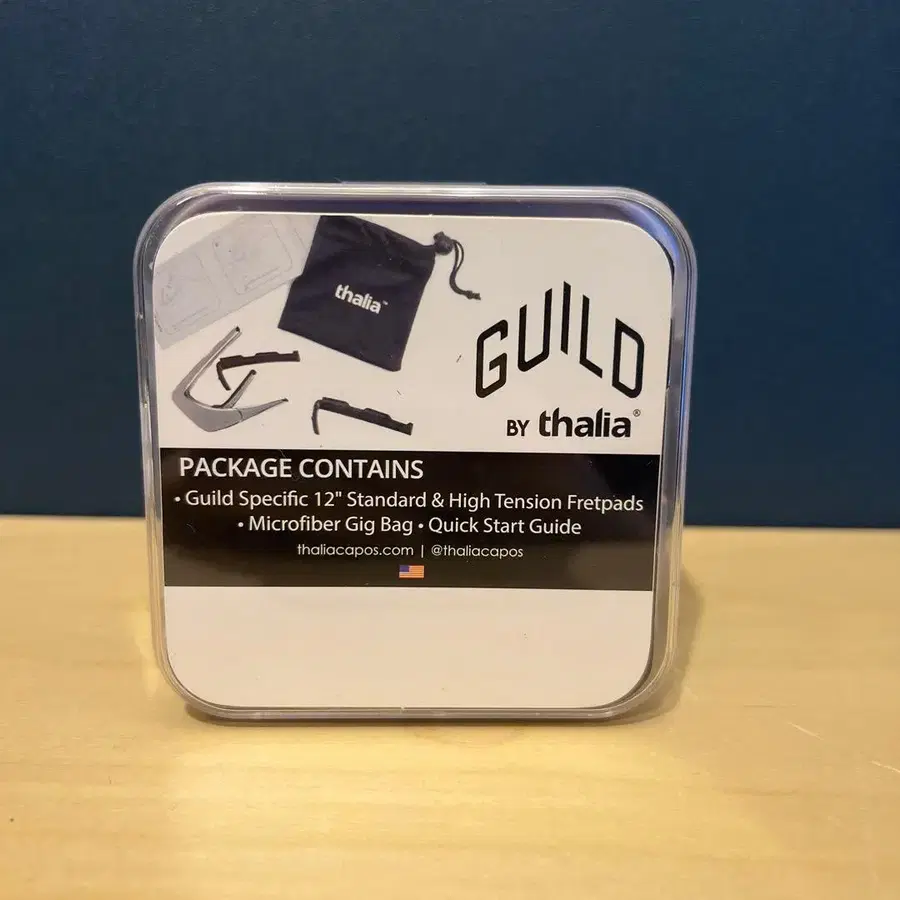 thalia™
GUILD
BY thalia®
PACKAGE CONTAINS
• Guild Specific 12" Standard & High Tension Fretpads
• Microfiber Gig Bag • Quick Start Guide
thaliacapos.com | @thaliacapos